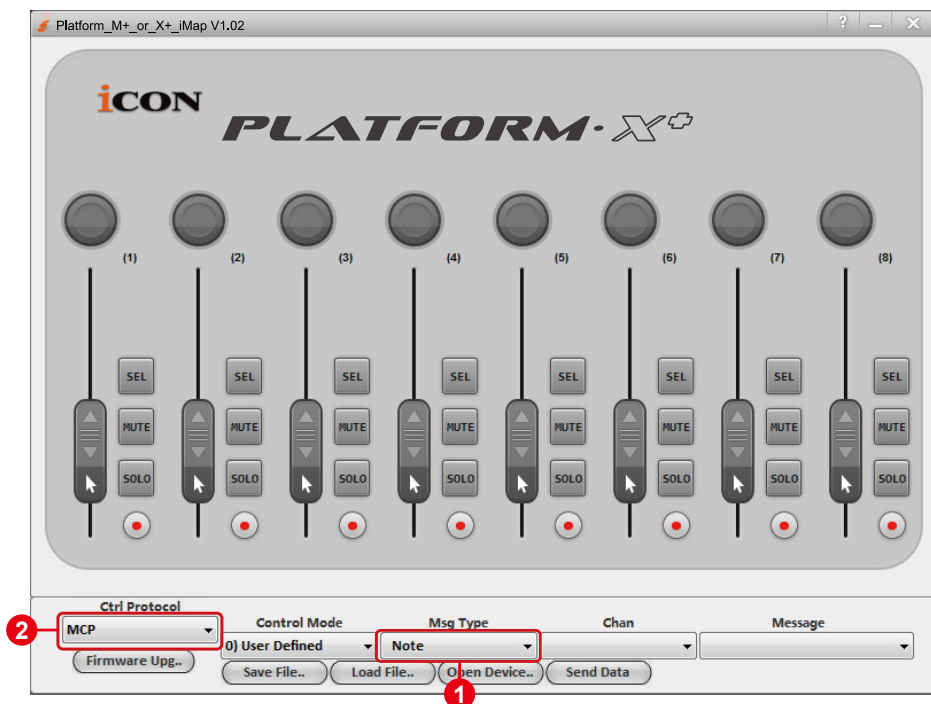 Platform_M+_or_X+_iMap V1.02
? – X
iCON
PLATFORM·X+
(1) (2) (3) (4) (5) (6) (7) (8)
SEL SEL SEL SEL SEL SEL SEL SEL
MUTE MUTE MUTE MUTE MUTE MUTE MUTE MUTE
SOLO SOLO SOLO SOLO SOLO SOLO SOLO SOLO
Ctrl Protocol
2 MCP
Control Mode Msg Type Chan Message
0) User Defined Note
Firmware Upg..
Save File.. Load File.. Open Device.. Send Data
1